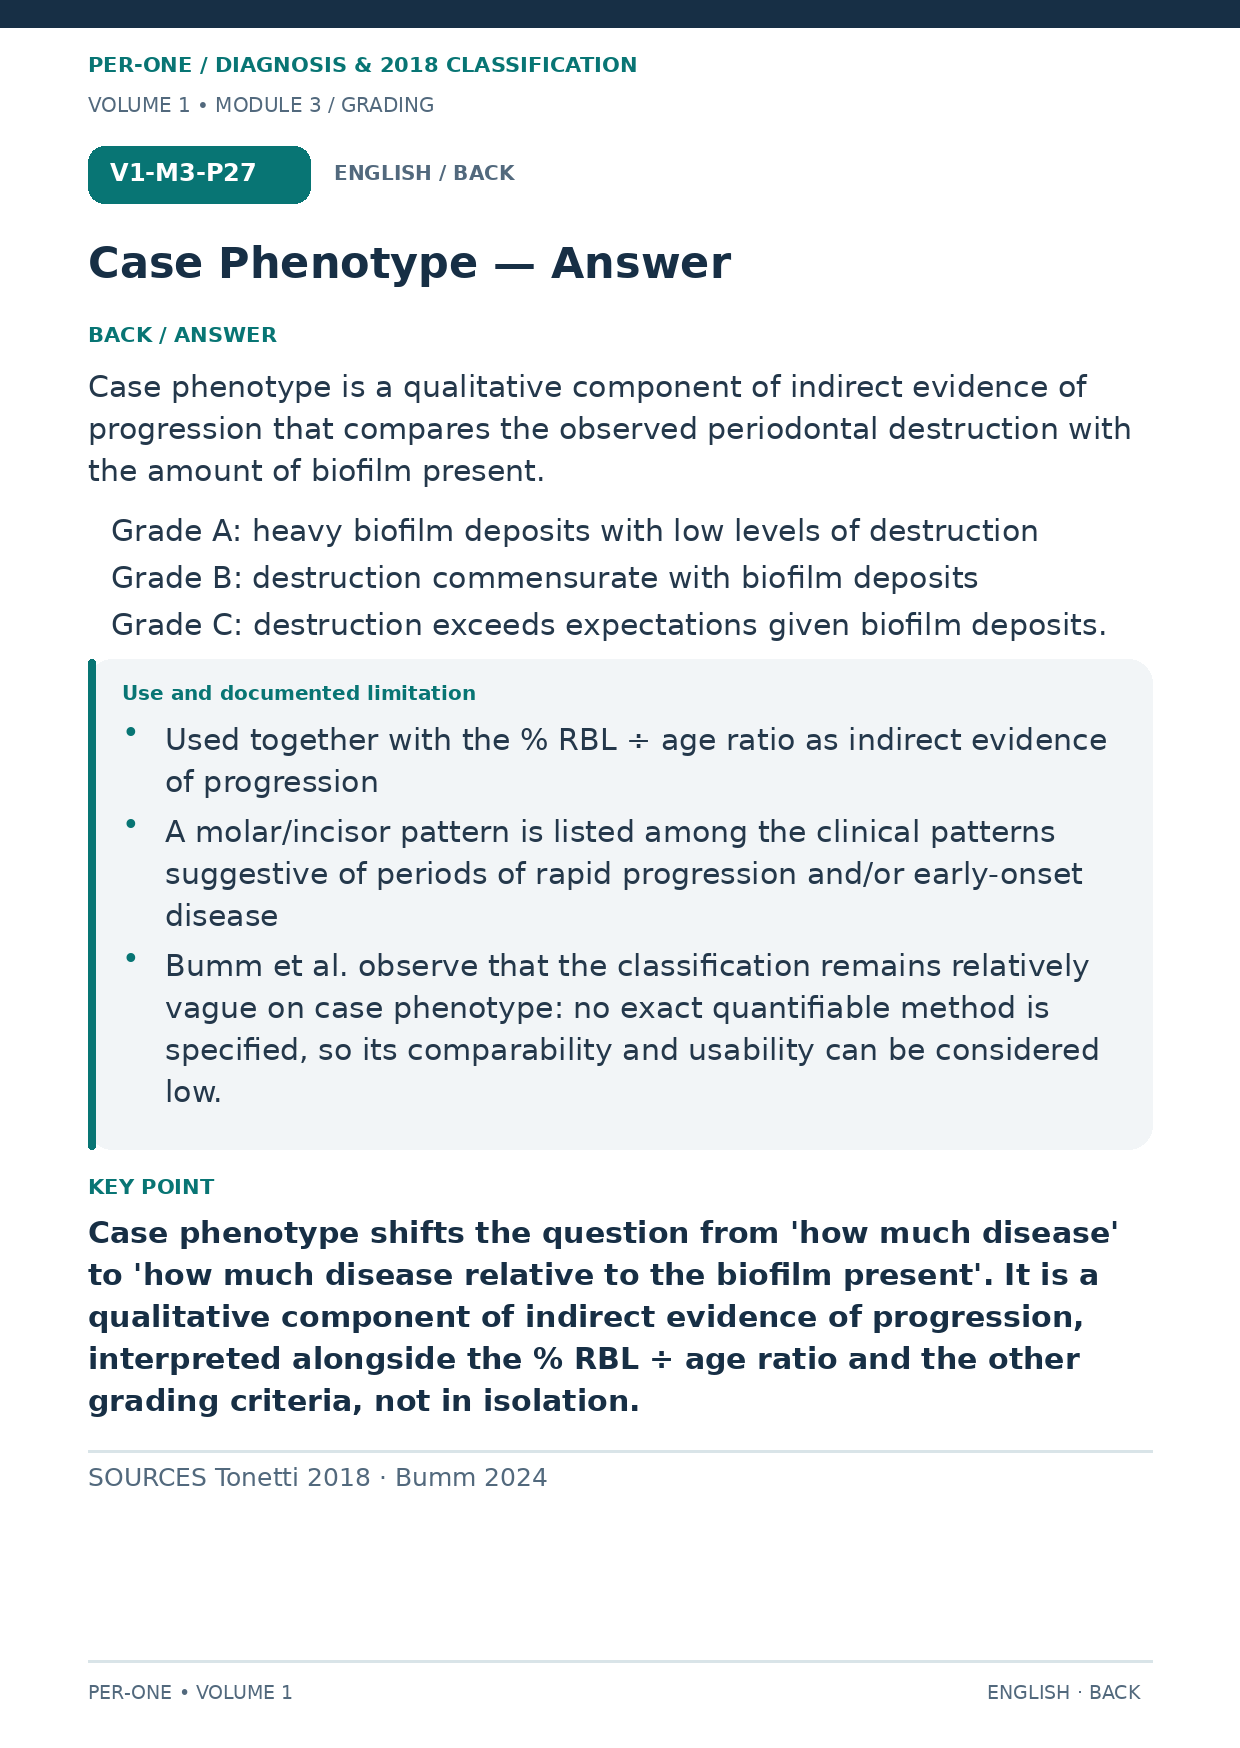 PER-ONE / DIAGNOSIS & 2018 CLASSIFICATION
VOLUME 1 • MODULE 3 / GRADING
V1-M3-P27
ENGLISH / BACK
Case Phenotype — Answer
BACK / ANSWER
Case phenotype is a qualitative component of indirect evidence of
progression that compares the observed periodontal destruction with
the amount of biofilm present.
Grade A: heavy biofilm deposits with low levels of destruction
Grade B: destruction commensurate with biofilm deposits
Grade C: destruction exceeds expectations given biofilm deposits.
Use and documented limitation
• Used together with the % RBL ÷ age ratio as indirect evidence
of progression
• A molar/incisor pattern is listed among the clinical patterns
suggestive of periods of rapid progression and/or early-onset
disease
• Bumm et al. observe that the classification remains relatively
vague on case phenotype: no exact quantifiable method is
specified, so its comparability and usability can be considered
low.
KEY POINT
Case phenotype shifts the question from 'how much disease'
to 'how much disease relative to the biofilm present'. It is a
qualitative component of indirect evidence of progression,
interpreted alongside the % RBL ÷ age ratio and the other
grading criteria, not in isolation.
SOURCES Tonetti 2018 · Bumm 2024
PER-ONE • VOLUME 1
ENGLISH · BACK